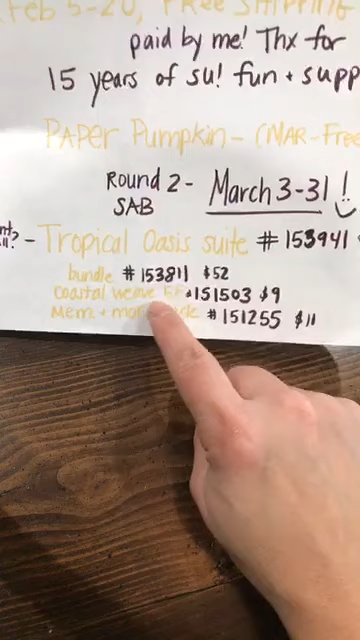 Feb 5-20, FREE SHIPPING
paid by me! Thx for
15 years of su! fun + supp
PAPER PUMPKIN - (MAR-Free
Round 2 - March 3-31!
SAB
- Tropical Oasis suite #153941
bundle #153811 $52
coastal weave #151503 $9
Mem. + mor #151255 $11